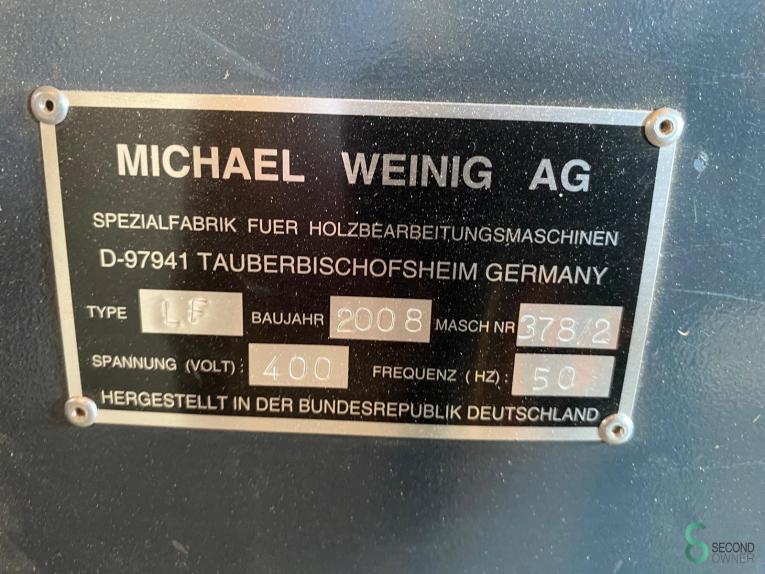 MICHAEL WEINIG AG
SPEZIALFABRIK FUER HOLZBEARBEITUNGSMASCHINEN
D-97941 TAUBERBISCHOFSHEIM GERMANY
TYPE LF BAUJAHR 2008 MASCH NR 378/2
SPANNUNG (VOLT): 400 FREQUENZ (HZ): 50
HERGESTELLT IN DER BUNDESREPUBLIK DEUTSCHLAND
SECOND
OWNER